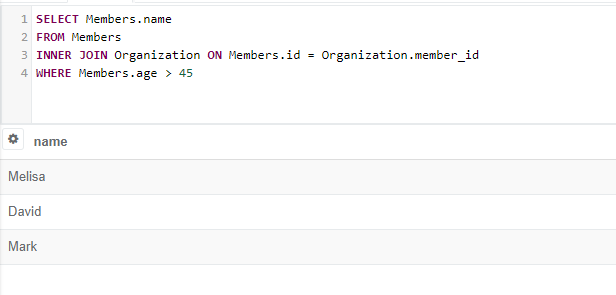 1 SELECT Members.name
2 FROM Members
3 INNER JOIN Organization ON Members.id = Organization.member_id
4 WHERE Members.age > 45
name
Melisa
David
Mark